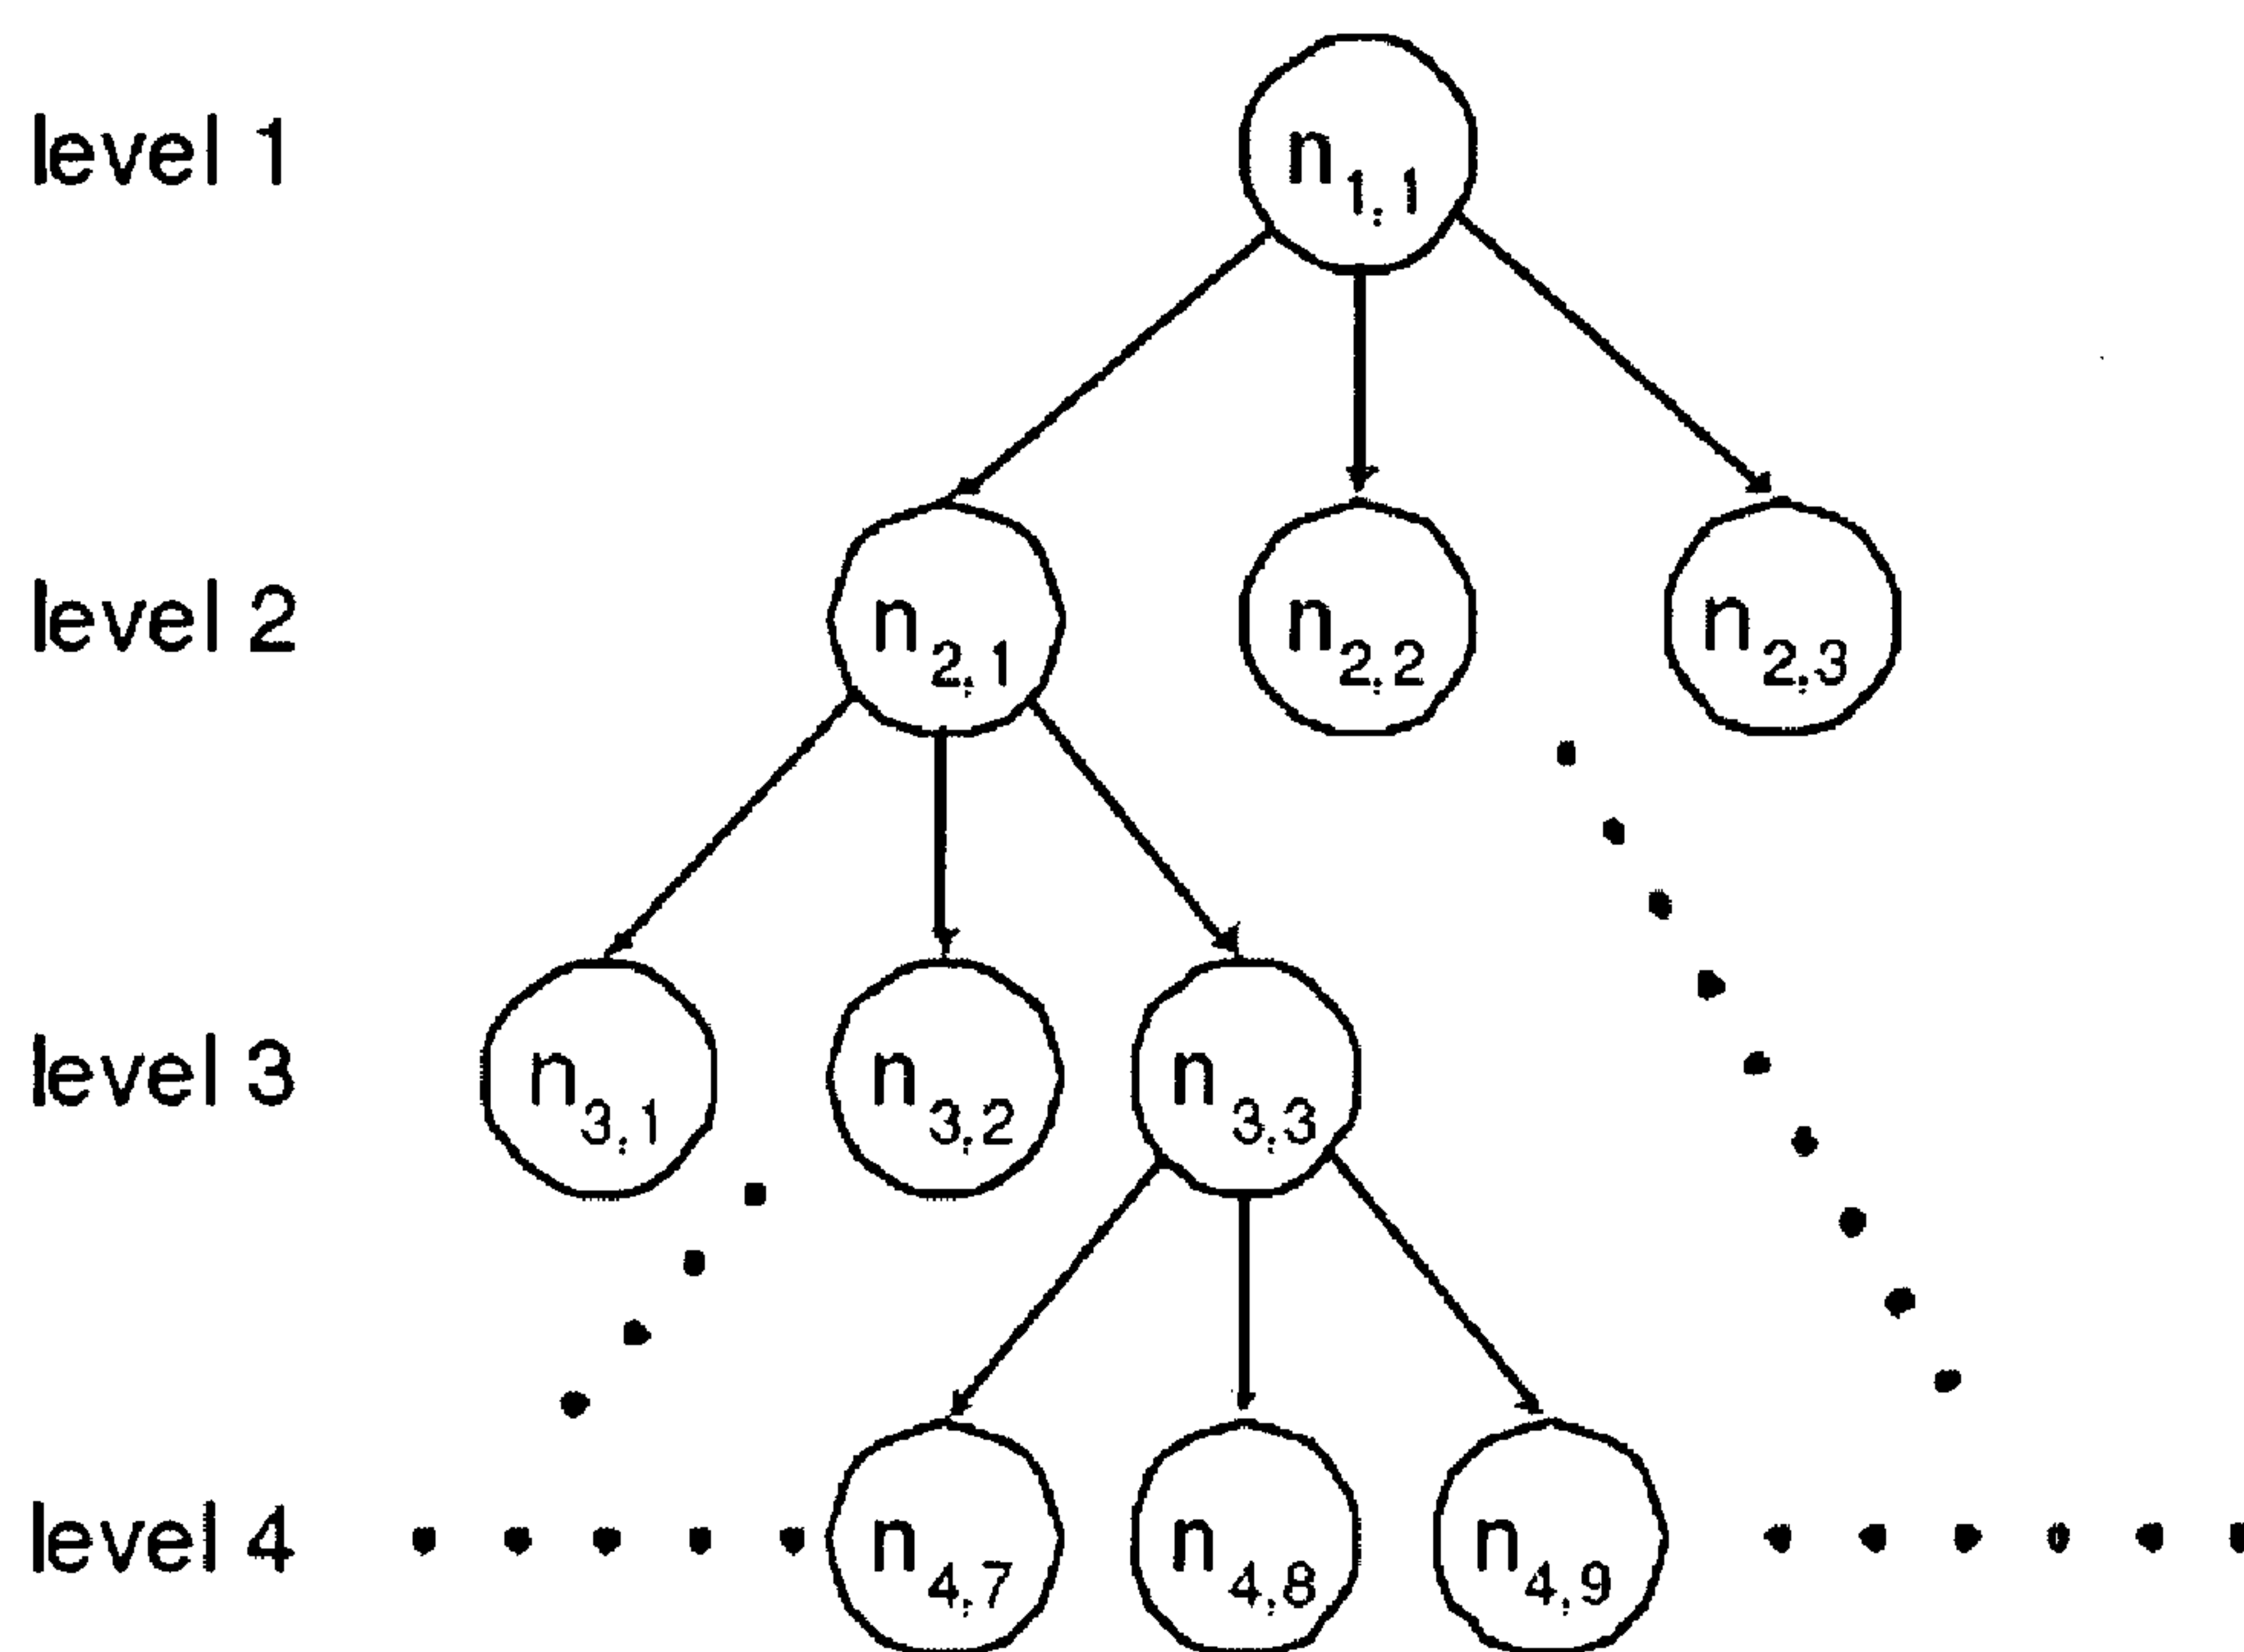 level 1 n1,1
level 2 n2,1 n2,2 n2,3
level 3 n3,1 n3,2 n3,3
level 4 n4,7 n4,8 n4,9